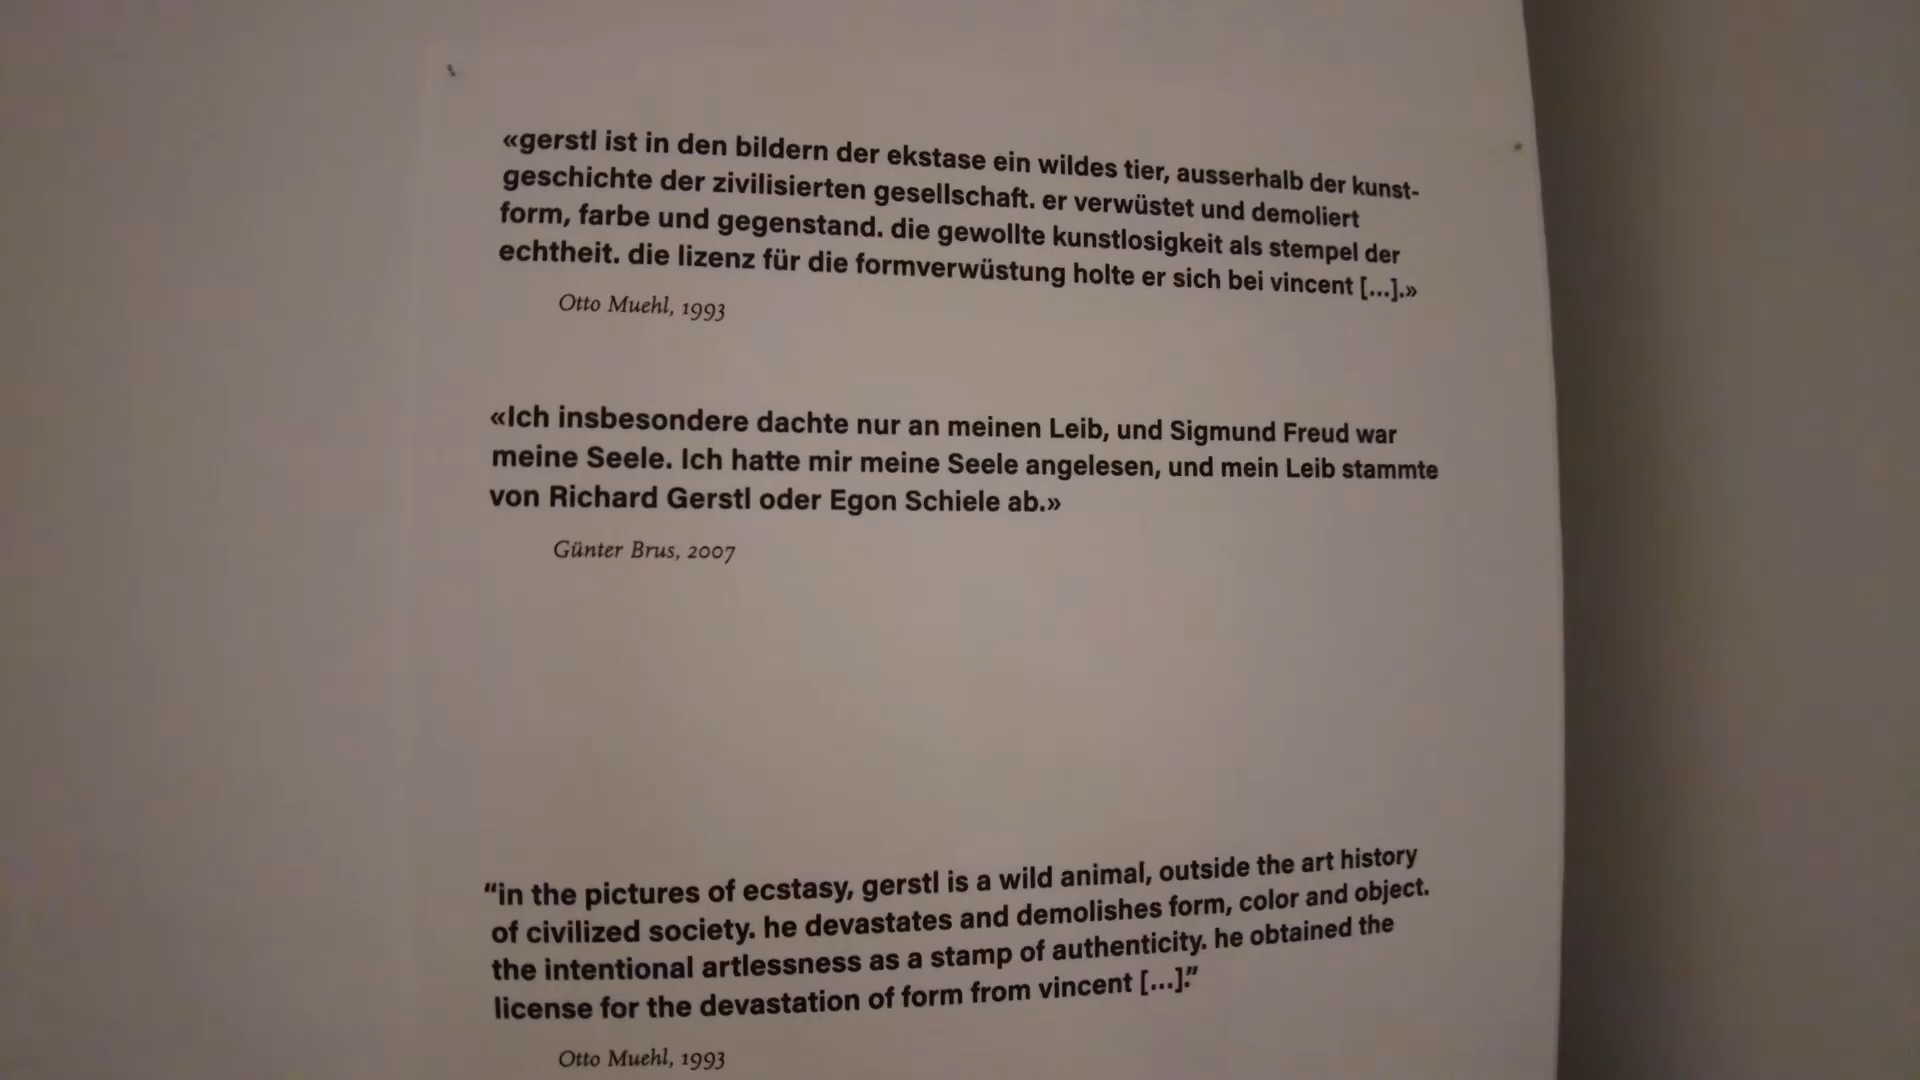 «gerstl ist in den bildern der ekstase ein wildes tier, ausserhalb der kunst-
geschichte der zivilisierten gesellschaft. er verwüstet und demoliert
form, farbe und gegenstand. die gewollte kunstlosigkeit als stempel der
echtheit. die lizenz für die formverwüstung holte er sich bei vincent [...].»
Otto Muehl, 1993
«Ich insbesondere dachte nur an meinen Leib, und Sigmund Freud war
meine Seele. Ich hatte mir meine Seele angelesen, und mein Leib stammte
von Richard Gerstl oder Egon Schiele ab.»
Günter Brus, 2007
“in the pictures of ecstasy, gerstl is a wild animal, outside the art history
of civilized society. he devastates and demolishes form, color and object.
the intentional artlessness as a stamp of authenticity. he obtained the
license for the devastation of form from vincent [...].”
Otto Muehl, 1993